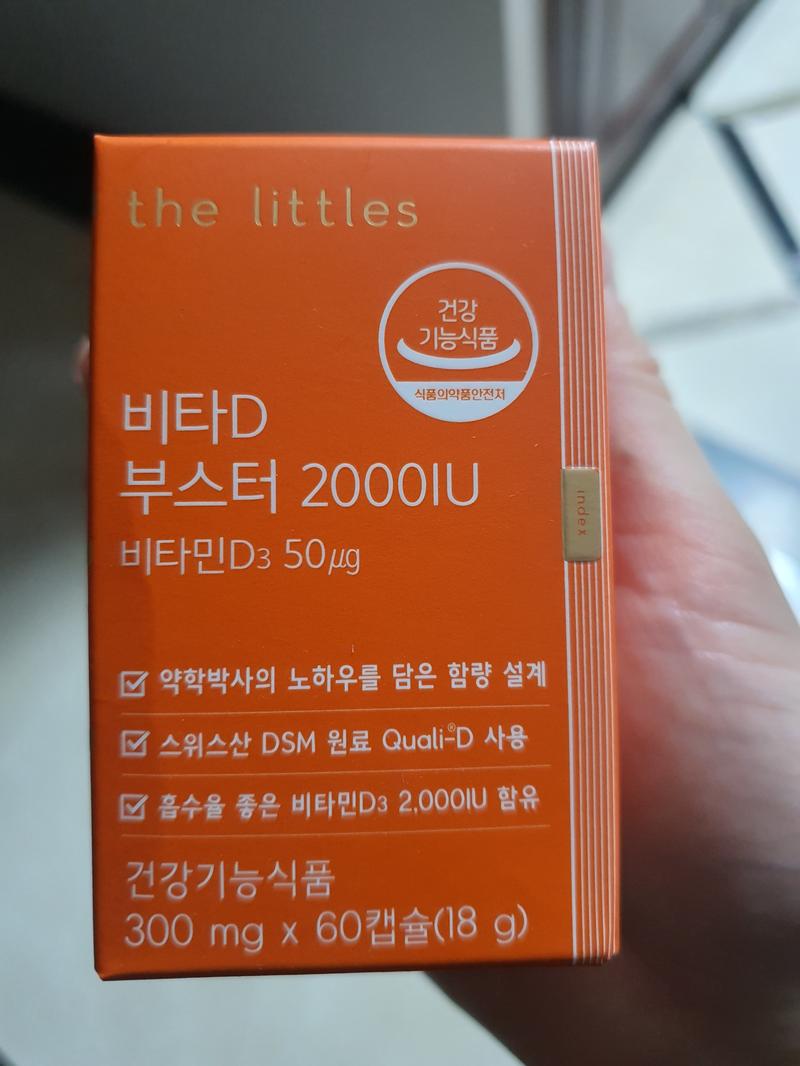 the littles
건강
기능식품
식품의약품안전처
비타D
부스터 2000IU
비타민D3 50μg
index
약학박사의 노하우를 담은 함량 설계
스위스산 DSM 원료 Quali®-D 사용
흡수율 좋은 비타민D3 2,000IU 함유
건강기능식품
300 mg x 60캡슐(18 g)